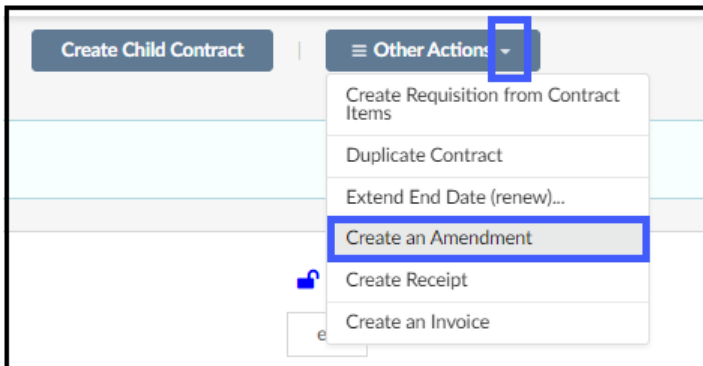 Create Child Contract
Other Actions
Create Requisition from Contract
Items
Duplicate Contract
Extend End Date (renew)...
Create an Amendment
Create Receipt
Create an Invoice
e